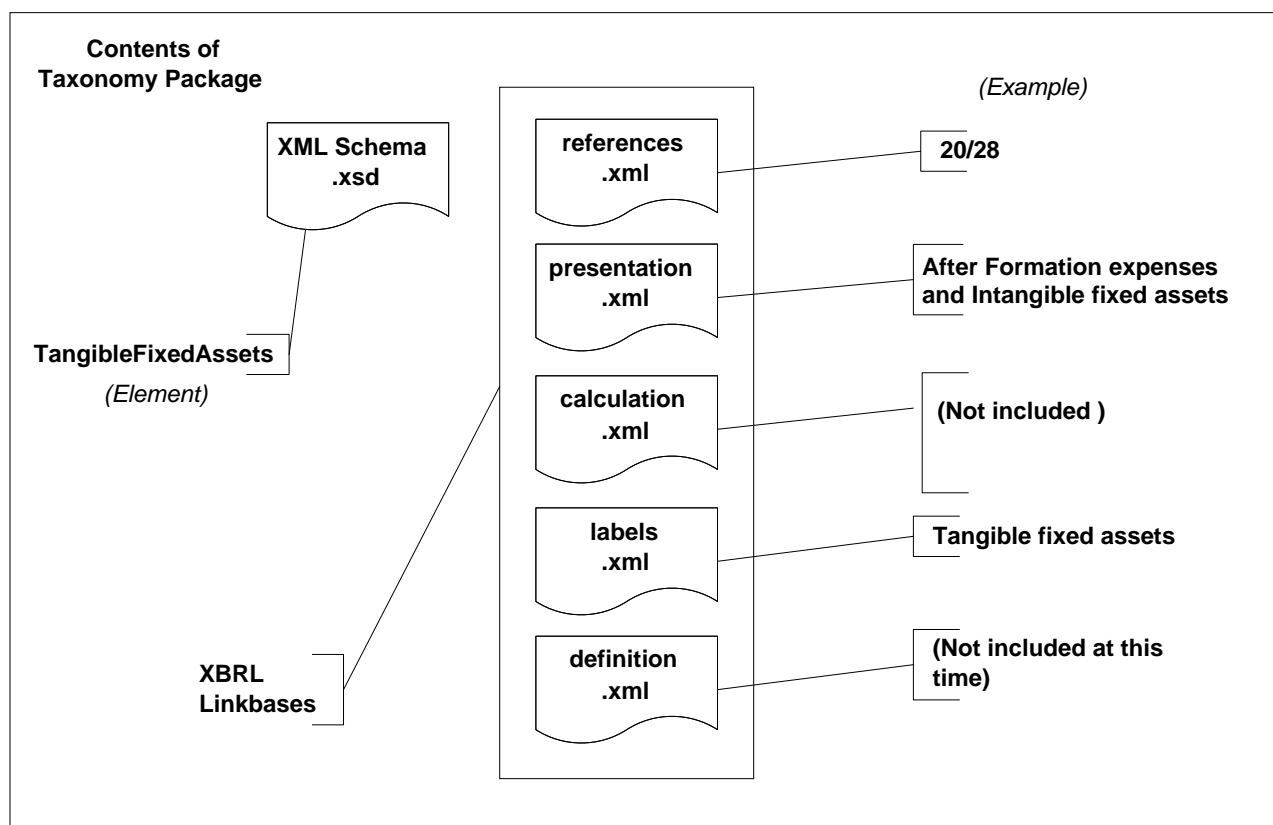 Contents of
Taxonomy Package
(Example)
XML Schema
.xsd
references
.xml
20/28
presentation
.xml
After Formation expenses
and Intangible fixed assets
TangibleFixedAssets
(Element)
calculation
.xml
(Not included )
labels
.xml
Tangible fixed assets
XBRL
Linkbases
definition
.xml
(Not included at this
time)